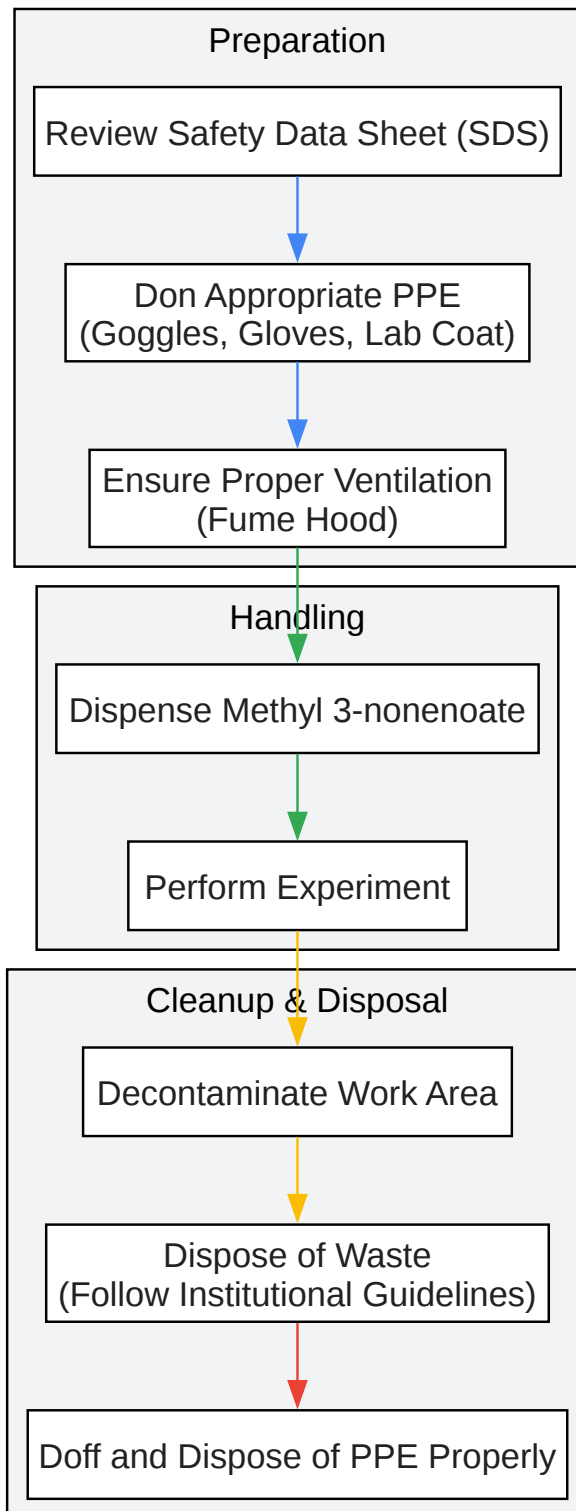 Preparation
Review Safety Data Sheet (SDS)
Don Appropriate PPE
(Goggles, Gloves, Lab Coat)
Ensure Proper Ventilation
(Fume Hood)
Handling
Dispense Methyl 3-nonenoate
Perform Experiment
Cleanup & Disposal
Decontaminate Work Area
Dispose of Waste
(Follow Institutional Guidelines)
Doff and Dispose of PPE Properly